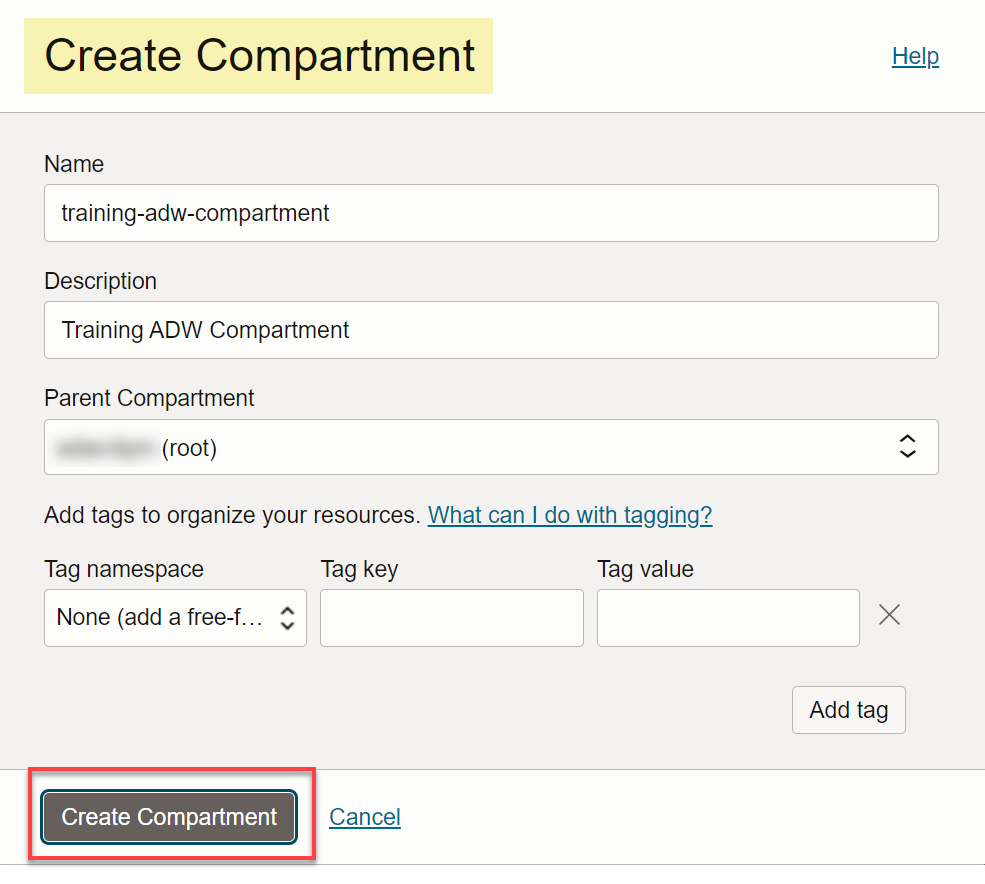 Create Compartment
Help
Name
training-adw-compartment
Description
Training ADW Compartment
Parent Compartment
(root)
Add tags to organize your resources. What can I do with tagging?
Tag namespace Tag key Tag value
None (add a free-f...
Add tag
Create Compartment Cancel